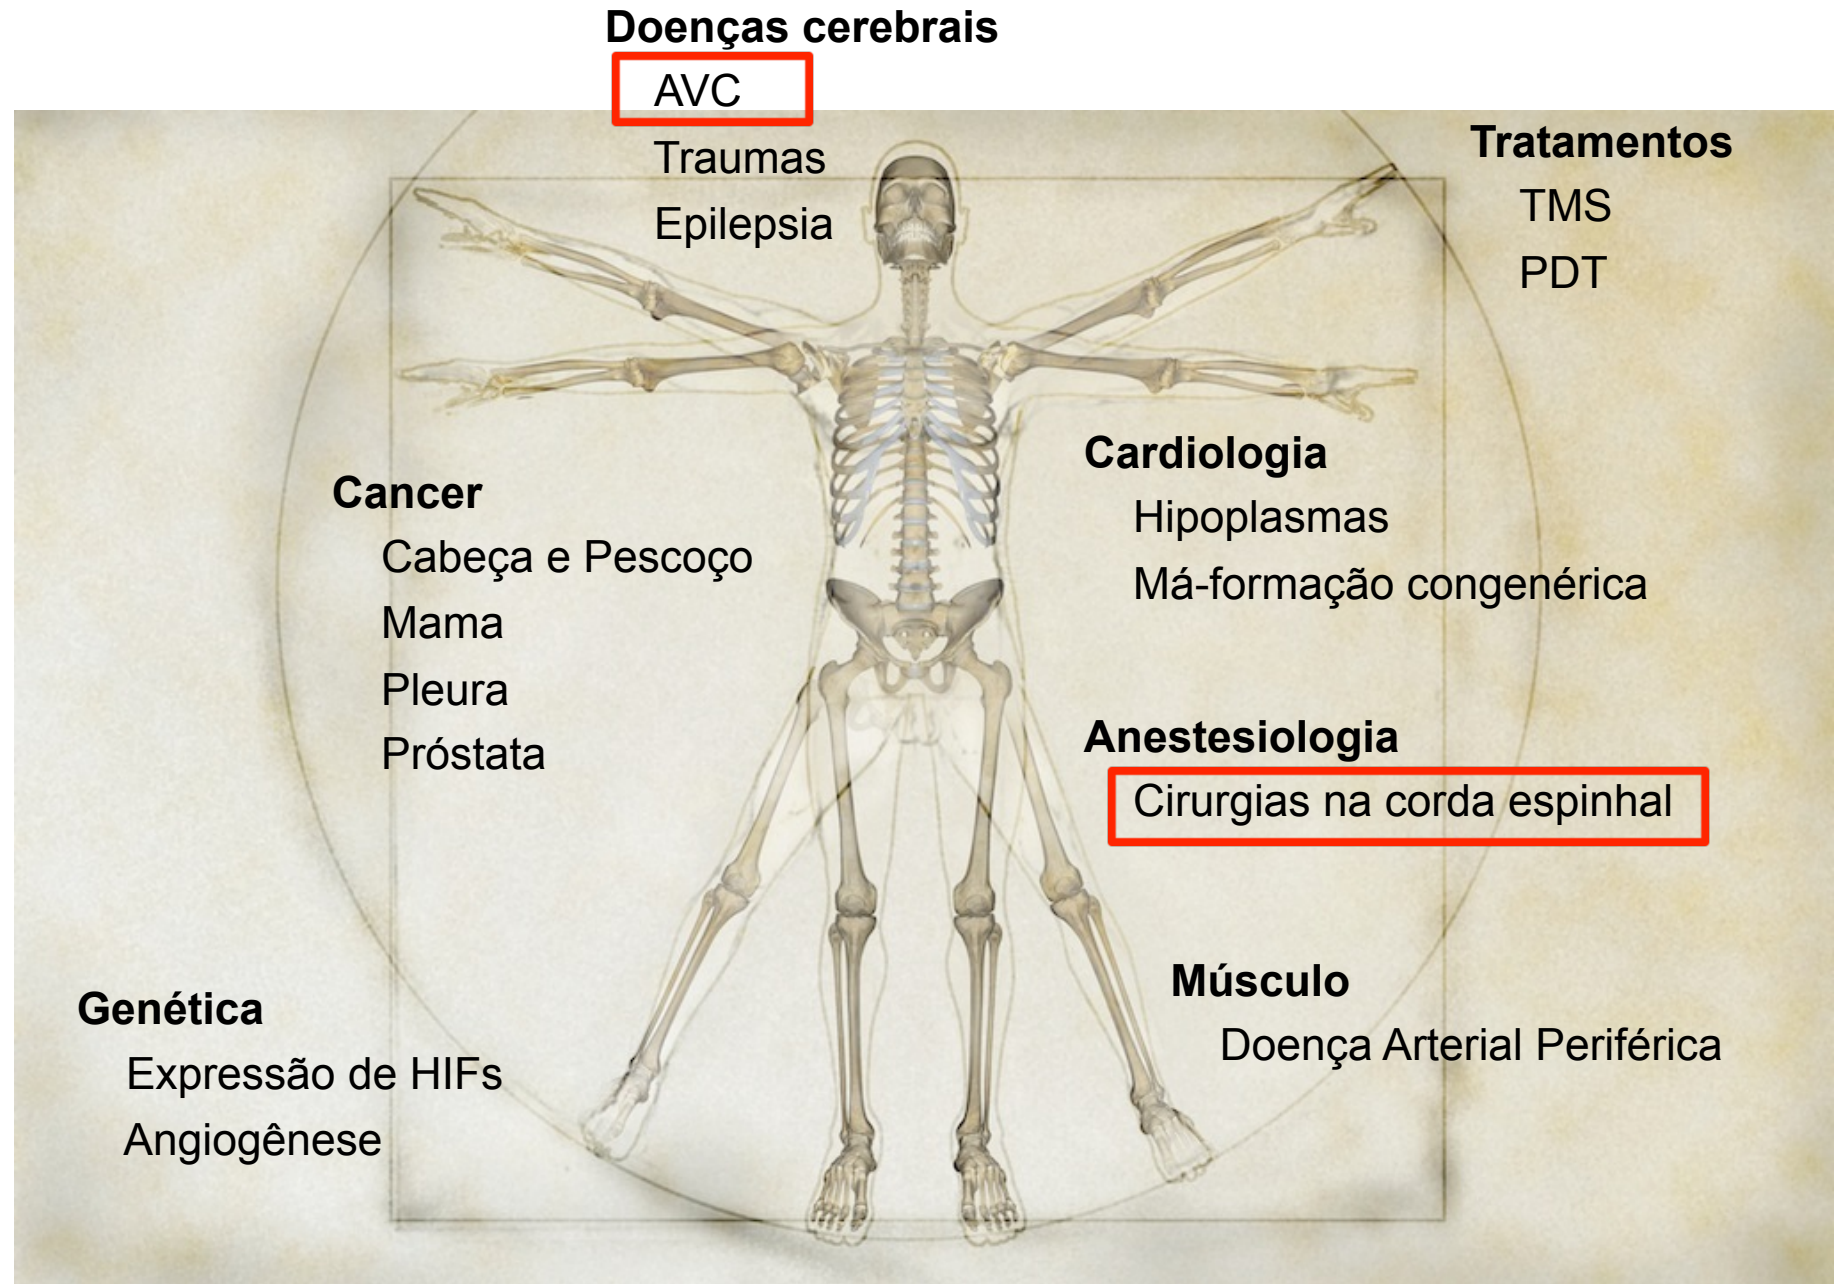 Doenças cerebrais
AVC
Traumas
Epilepsia
Tratamentos
TMS
PDT
Cancer
Cabeça e Pescoço
Mama
Pleura
Próstata
Cardiologia
Hipoplasmas
Má-formação congenérica
Anestesiologia
Cirurgias na corda espinhal
Genética
Expressão de HIFs
Angiogênese
Músculo
Doença Arterial Periférica